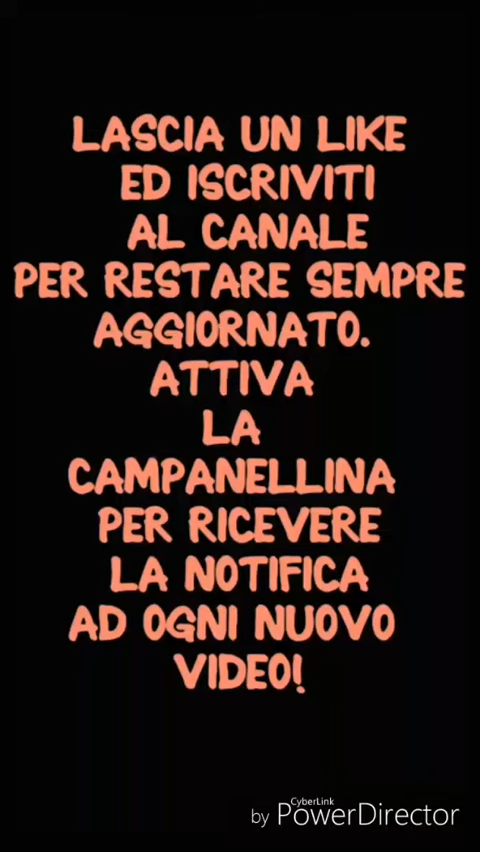 LASCIA UN LIKE
ED ISCRIVITI
AL CANALE
PER RESTARE SEMPRE
AGGIORNATO.
ATTIVA
LA
CAMPANELLINA
PER RICEVERE
LA NOTIFICA
AD OGNI NUOVO
VIDEO!
CyberLink
by PowerDirector